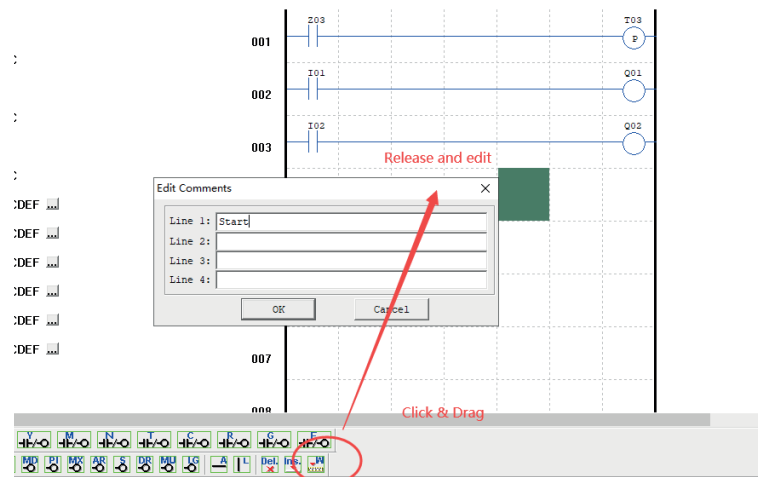 Z03 T03
001 P
I01 Q01
002
I02 Q02
003
Release and edit
Edit Comments
CDEF ...
Line 1: Start
CDEF ...
Line 2:
CDEF ...
Line 3:
Line 4:
CDEF ...
OK Cancel
CDEF ...
CDEF ...
007
008
Click & Drag
Y M N T C R G F
MD PI MX AR S DR MU LG A L Del. Ins. W